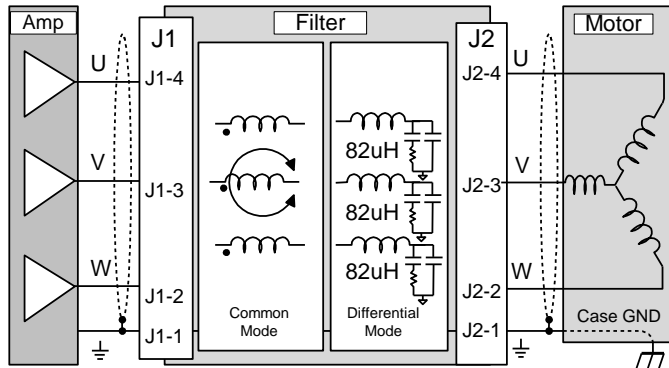 Amp
Filter
Motor
J1
J2
U
J1-4
J2-4
U
V
J1-3
J2-3
V
W
J1-2
J2-2
W
J1-1
J2-1
82uH
82uH
82uH
Common
Mode
Differential
Mode
Case GND